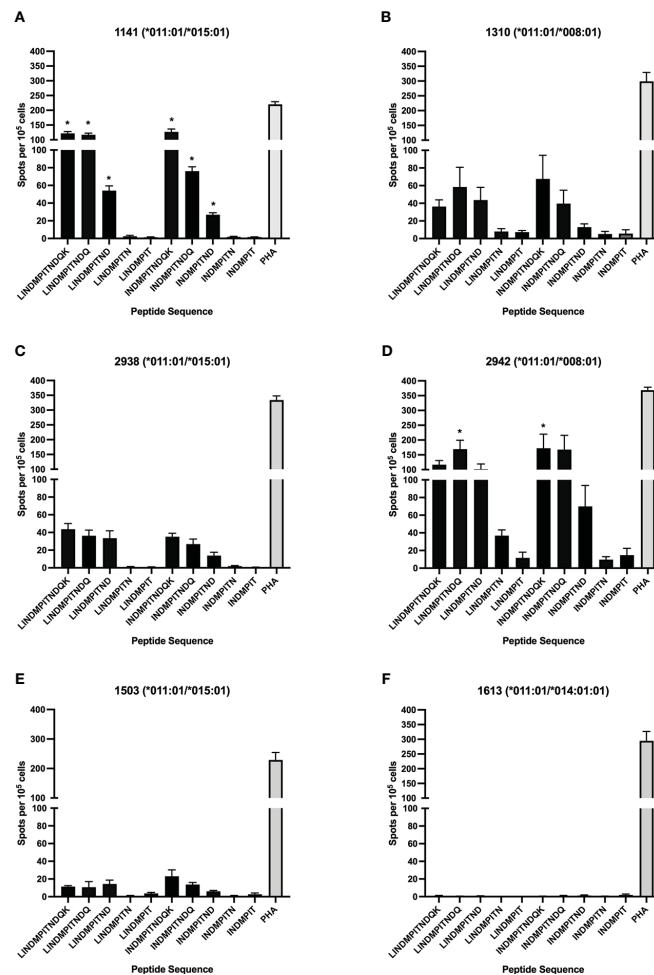 A
1141 (*011:01/*015:01)
Spots per 10⁵ cells
400
350
300
250
200
150
100
100
80
60
40
20
0
* * * * * *
LINDMPITNDQK
LINDMPITNDQ
LINDMPITND
LINDMPITN
LINDMPIT
INDMPITNDQK
INDMPITNDQ
INDMPITND
INDMPITN
INDMPIT
PHA
Peptide Sequence
B
1310 (*011:01/*008:01)
Spots per 10⁵ cells
400
350
300
250
200
150
100
100
80
60
40
20
0
LINDMPITNDQK
LINDMPITNDQ
LINDMPITND
LINDMPITN
LINDMPIT
INDMPITNDQK
INDMPITNDQ
INDMPITND
INDMPITN
INDMPIT
PHA
Peptide Sequence
C
2938 (*011:01/*015:01)
Spots per 10⁵ cells
400
350
300
250
200
150
100
100
80
60
40
20
0
LINDMPITNDQK
LINDMPITNDQ
LINDMPITND
LINDMPITN
LINDMPIT
INDMPITNDQK
INDMPITNDQ
INDMPITND
INDMPITN
INDMPIT
PHA
Peptide Sequence
D
2942 (*011:01/*008:01)
Spots per 10⁵ cells
400
350
300
250
200
150
100
100
80
60
40
20
0
* *
LINDMPITNDQK
LINDMPITNDQ
LINDMPITND
LINDMPITN
LINDMPIT
INDMPITNDQK
INDMPITNDQ
INDMPITND
INDMPITN
INDMPIT
PHA
Peptide Sequence
E
1503 (*011:01/*015:01)
Spots per 10⁵ cells
400
350
300
200
100
100
80
60
40
20
0
LINDMPITNDQK
LINDMPITNDQ
LINDMPITND
LINDMPITN
LINDMPIT
INDMPITNDQK
INDMPITNDQ
INDMPITND
INDMPITN
INDMPIT
PHA
Peptide Sequence
F
1613 (*011:01/*014:01:01)
Spots per 10⁵ cells
400
350
300
250
200
150
100
100
80
60
40
20
0
LINDMPITNDQK
LINDMPITNDQ
LINDMPITND
LINDMPITN
LINDMPIT
INDMPITNDQK
INDMPITNDQ
INDMPITND
INDMPITN
INDMPIT
PHA
Peptide Sequence